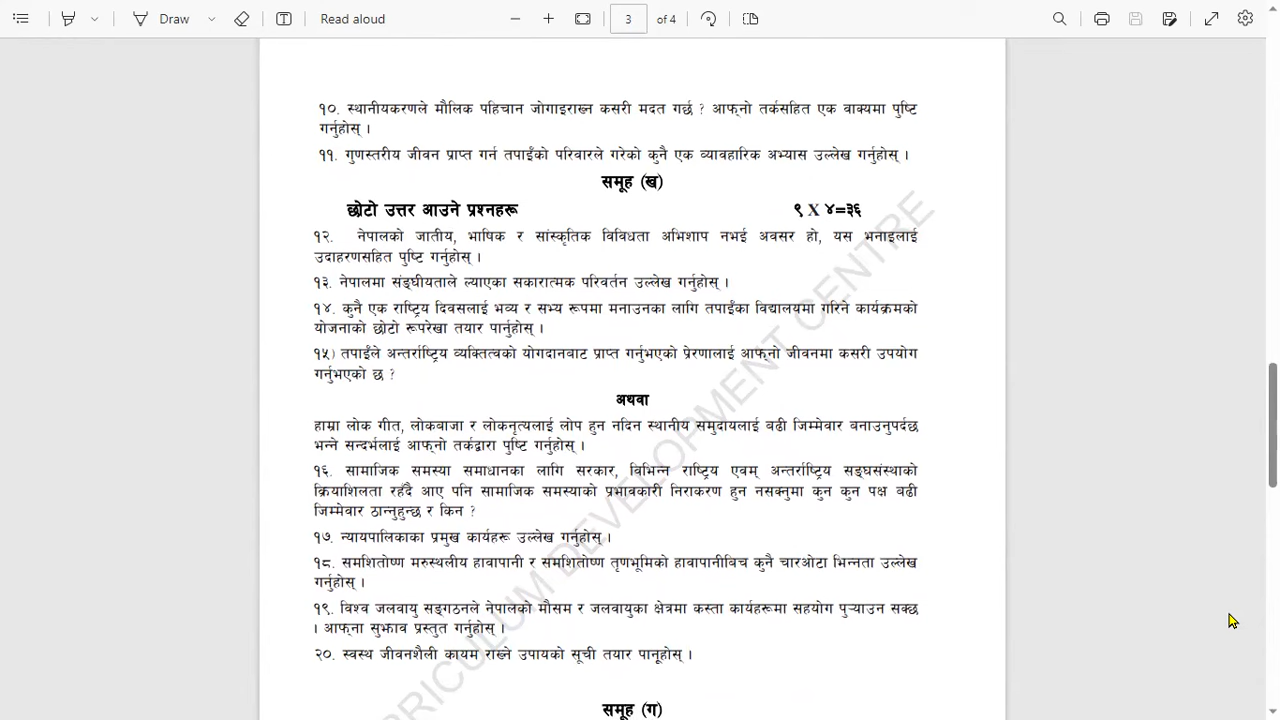 Draw
Read aloud
3 of 4
१०. स्थानीयकरणले मौलिक पहिचान जोगाइराख्न कसरी मदत गर्छ ? आफ्नो तर्कसहित एक वाक्यमा पुष्टि
गर्नुहोस् ।
११. गुणस्तरीय जीवन प्राप्त गर्न तपाइँको परिवारले गरेको कुनै एक व्यावहारिक अभ्यास उल्लेख गर्नुहोस् ।
समूह (ख)
छोटो उत्तर आउने प्रश्नहरू ९ X ४=३६
१२. नेपालको जातीय, भाषिक र सांस्कृतिक विविधता अभिशाप नभई अवसर हो, यस भनाइलाई
उदाहरणसहित पुष्टि गर्नुहोस् ।
१३. नेपालमा संङ्घीयताले ल्याएका सकारात्मक परिवर्तन उल्लेख गर्नुहोस् ।
१४. कुनै एक राष्ट्रिय दिवसलाई भव्य र सभ्य रूपमा मनाउनका लागि तपाइँका विद्यालयमा गरिने कार्यक्रमको
योजनाको छोटो रूपरेखा तयार पार्नुहोस् ।
१५) तपाइँले अन्तर्राष्ट्रिय व्यक्तित्वको योगदानबाट प्राप्त गर्नुभएको प्रेरणालाई आफ्नो जीवनमा कसरी उपयोग
गर्नुभएको छ ?
अथवा
हाम्रा लोक गीत, लोकबाजा र लोकनृत्यलाई लोप हुन नदिन स्थानीय समुदायलाई बढी जिम्मेवार बनाउनुपर्दछ
भन्ने सन्दर्भलाई आफ्नो तर्कद्वारा पुष्टि गर्नुहोस् ।
१६. सामाजिक समस्या समाधानका लागि सरकार, विभिन्न राष्ट्रिय एवम् अन्तर्राष्ट्रिय सङ्घसंस्थाको
क्रियाशिलता रहँदै आए पनि सामाजिक समस्याको प्रभावकारी निराकरण हुन नसक्नुमा कुन कुन पक्ष बढी
जिम्मेवार ठान्नुहुन्छ र किन ?
१७. न्यायपालिकाका प्रमुख कार्यहरू उल्लेख गर्नुहोस् ।
१८. समशितोष्ण मरुस्थलीय हावापानी र समशितोष्ण तृणभूमिको हावापानीबिच कुनै चारओटा भिन्नता उल्लेख
गर्नुहोस् ।
१९. विश्व जलवायु सङ्गठनले नेपालको मौसम र जलवायुका क्षेत्रमा कस्ता कार्यहरूमा सहयोग पुऱ्याउन सक्छ
। आफ्ना सुझाव प्रस्तुत गर्नुहोस् ।
२०. स्वस्थ जीवनशैली कायम राख्ने उपायको सूची तयार पानूहोस् ।
समूह (ग)
RRICULUM DEVELOPMENT CENTRE